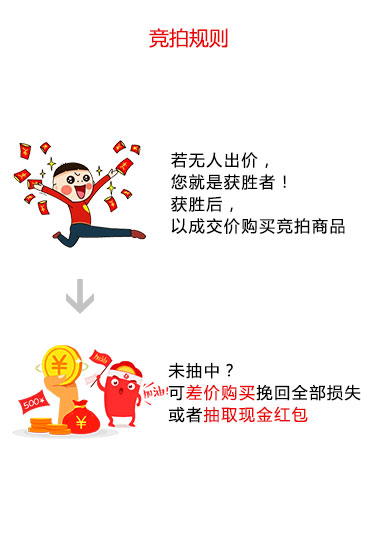 竞拍规则
若无人出价，
您就是获胜者！
获胜后，
以成交价购买竞拍商品
未抽中？
可差价购买挽回全部损失
或者抽取现金红包
500